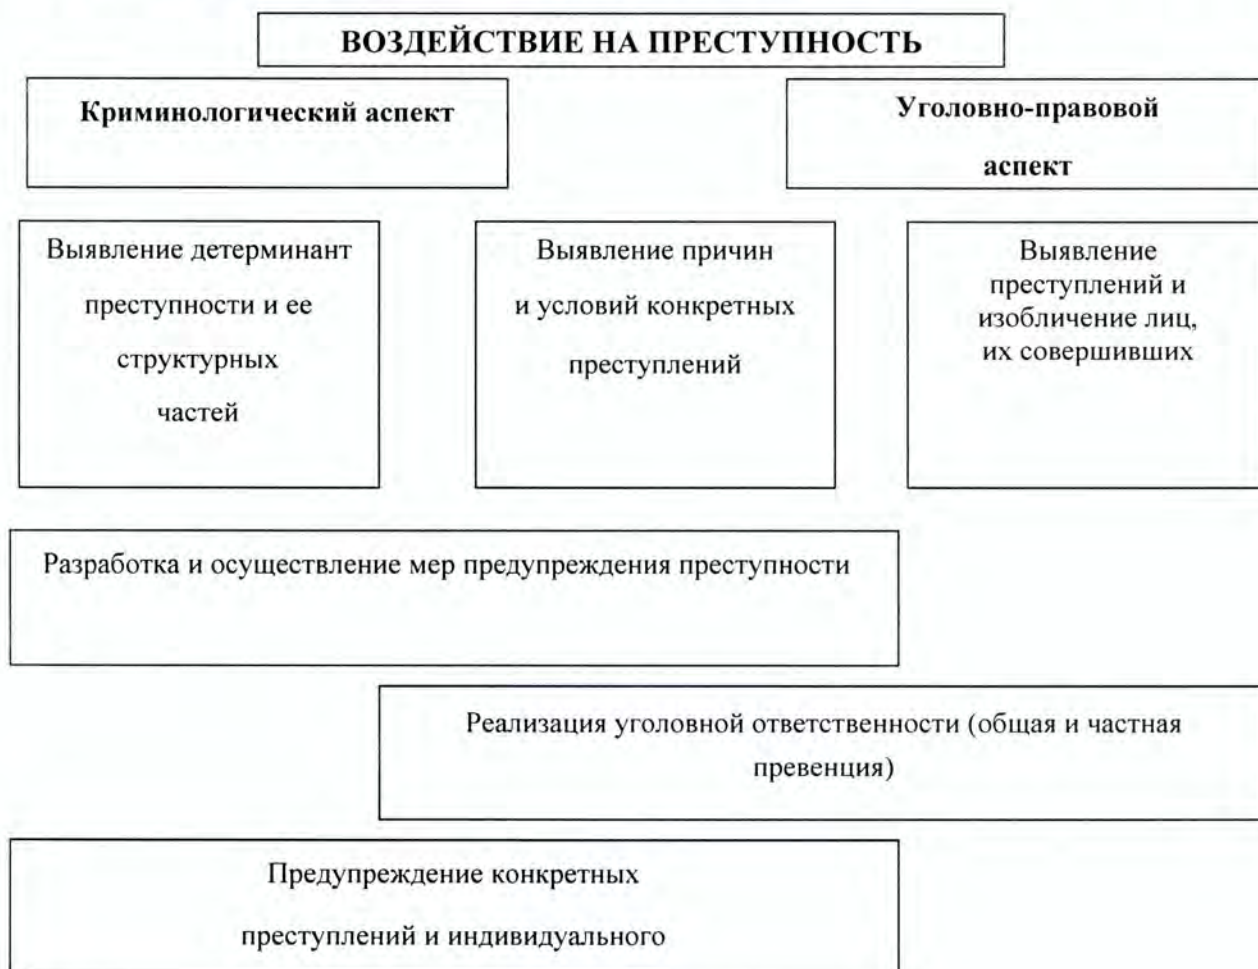 ВОЗДЕЙСТВИЕ НА ПРЕСТУПНОСТЬ
Криминологический аспект
Уголовно-правовой
аспект
Выявление детерминант
преступности и ее
структурных
частей
Выявление причин
и условий конкретных
преступлений
Выявление
преступлений и
изобличение лиц,
их совершивших
Разработка и осуществление мер предупреждения преступности
Реализация уголовной ответственности (общая и частная
превенция)
Предупреждение конкретных
преступлений и индивидуального